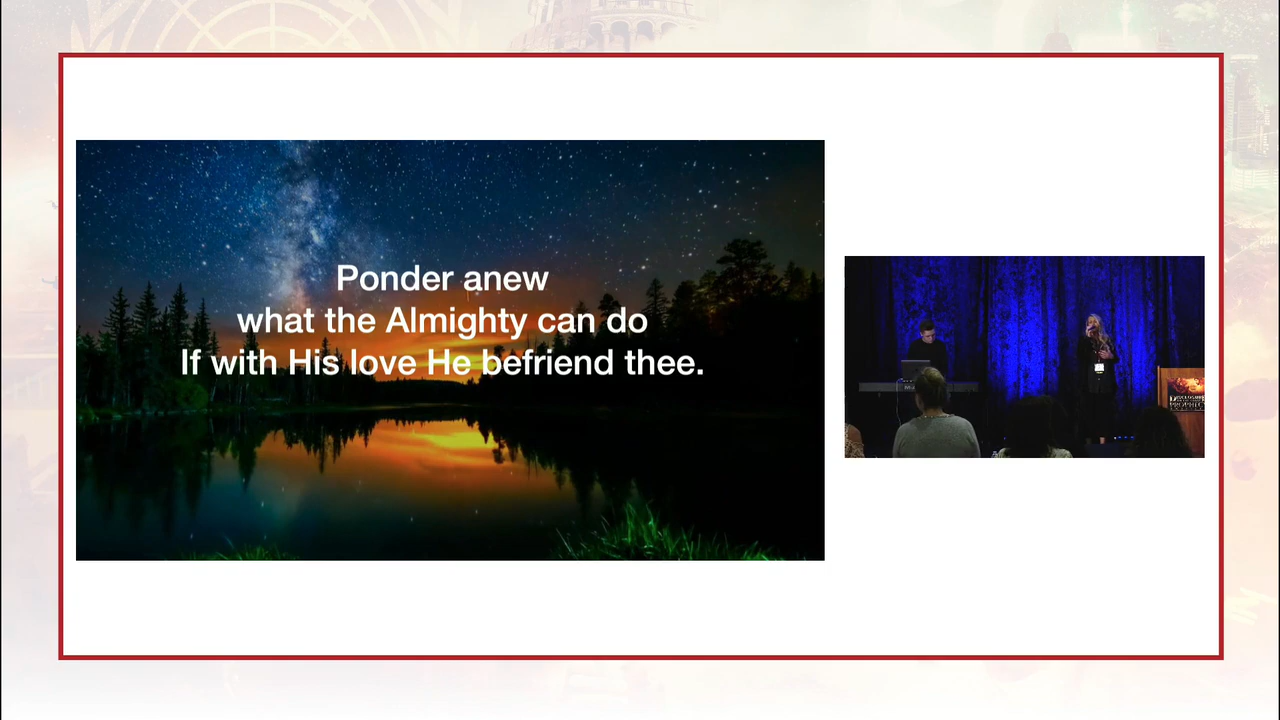 Ponder anew
what the Almighty can do
If with His love He befriend thee.